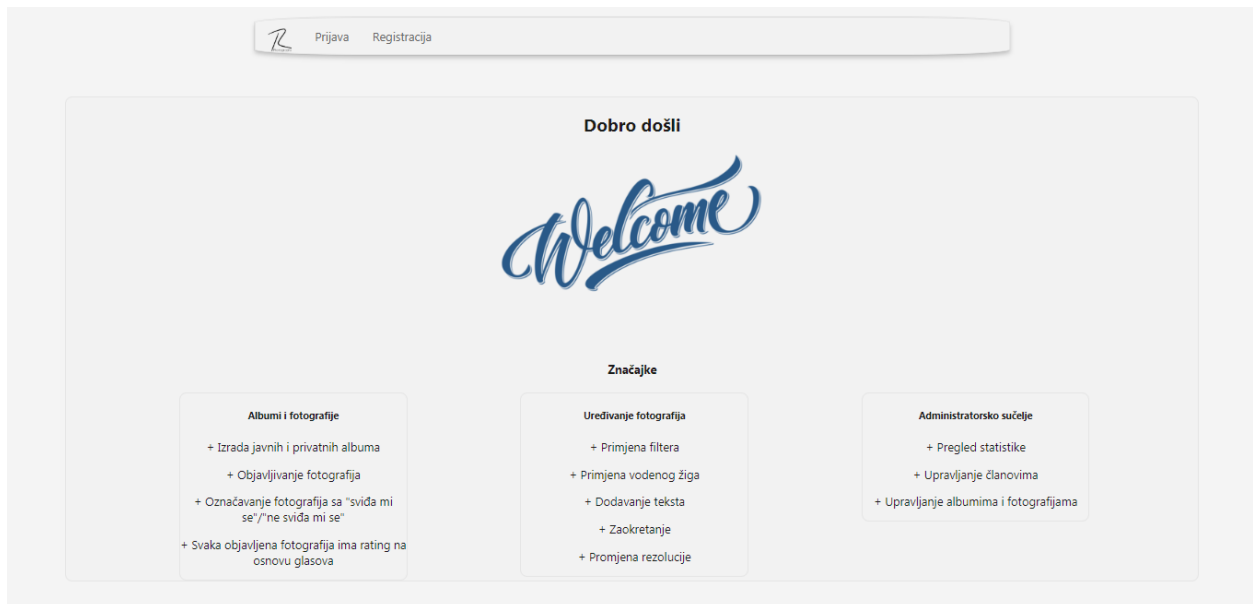 Prijava Registracija
Dobro došli
Welcome
Značajke
Albumi i fotografije
+ Izrada javnih i privatnih albuma
+ Objavljivanje fotografija
+ Označavanje fotografija sa "sviđa mi
se"/"ne sviđa mi se"
+ Svaka objavljena fotografija ima rating na
osnovu glasova
Uređivanje fotografija
+ Primjena filtera
+ Primjena vodenog žiga
+ Dodavanje teksta
+ Zaokretanje
+ Promjena rezolucije
Administratorsko sučelje
+ Pregled statistike
+ Upravljanje članovima
+ Upravljanje albumima i fotografijama